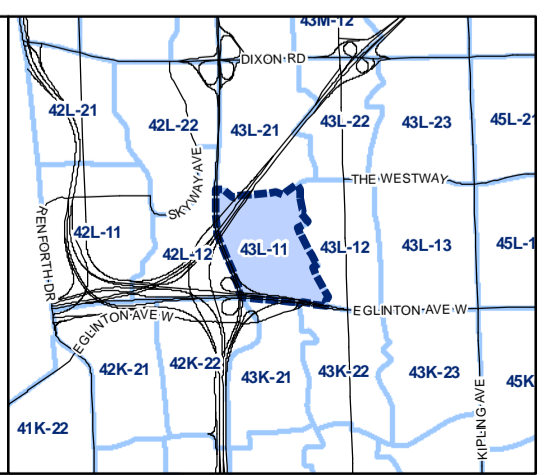 43M-12
DIXON RD
42L-21
42L-22
43L-21
43L-22
43L-23
45L-21
THE WESTWAY
SKYWAY AVE
RENFORTH DR
42L-11
42L-12
43L-11
43L-12
43L-13
45L-1
EGLINTON AVE W
EGLINTON AVE W
42K-21
42K-22
43K-21
43K-22
43K-23
45K
41K-22
KIPLING AVE